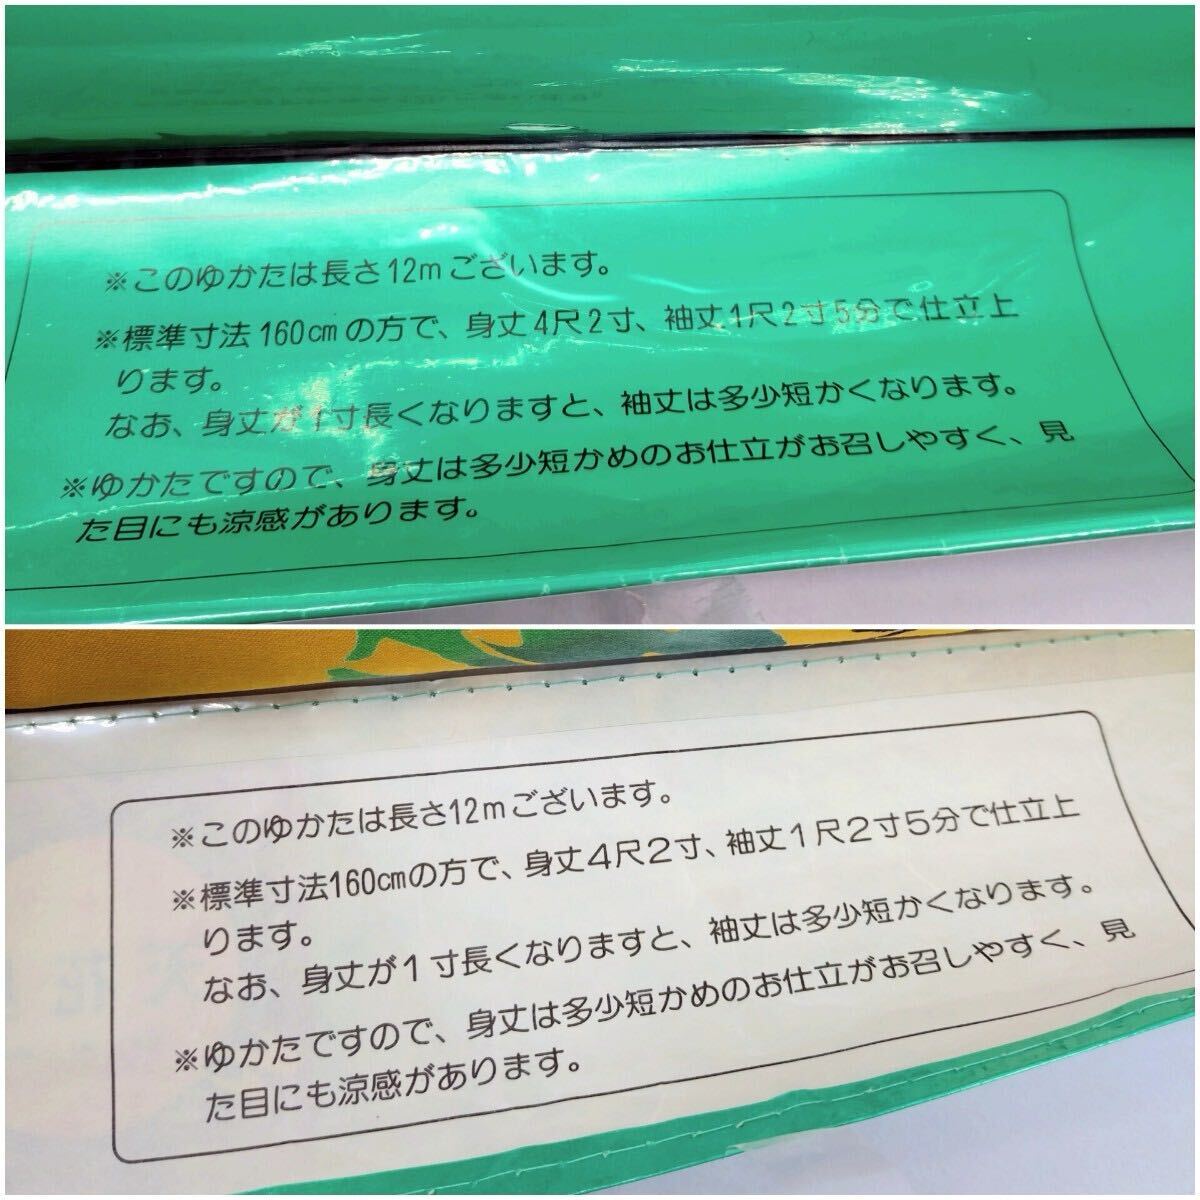 ※このゆかたは長さ12mございます。
※標準寸法160cmの方で、身丈4尺2寸、袖丈1尺2寸5分で仕立上
ります。
なお、身丈が1寸長くなりますと、袖丈は多少短かくなります。
※ゆかたですので、身丈は多少短かめのお仕立がお召しやすく、見
た目にも涼感があります。
※このゆかたは長さ12mございます。
※標準寸法160cmの方で、身丈4尺2寸、袖丈1尺2寸5分で仕立上
ります。
なお、身丈が1寸長くなりますと、袖丈は多少短かくなります。
※ゆかたですので、身丈は多少短かめのお仕立がお召しやすく、見
た目にも涼感があります。